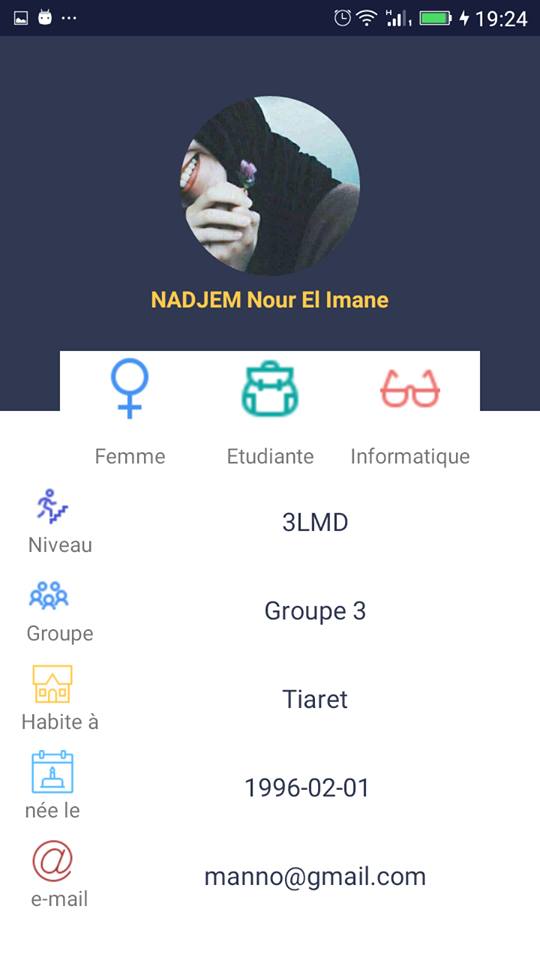 19:24
NADJEM Nour El Imane
Femme Etudiante Informatique
Niveau 3LMD
Groupe Groupe 3
Habite à Tiaret
née le 1996-02-01
e-mail manno@gmail.com